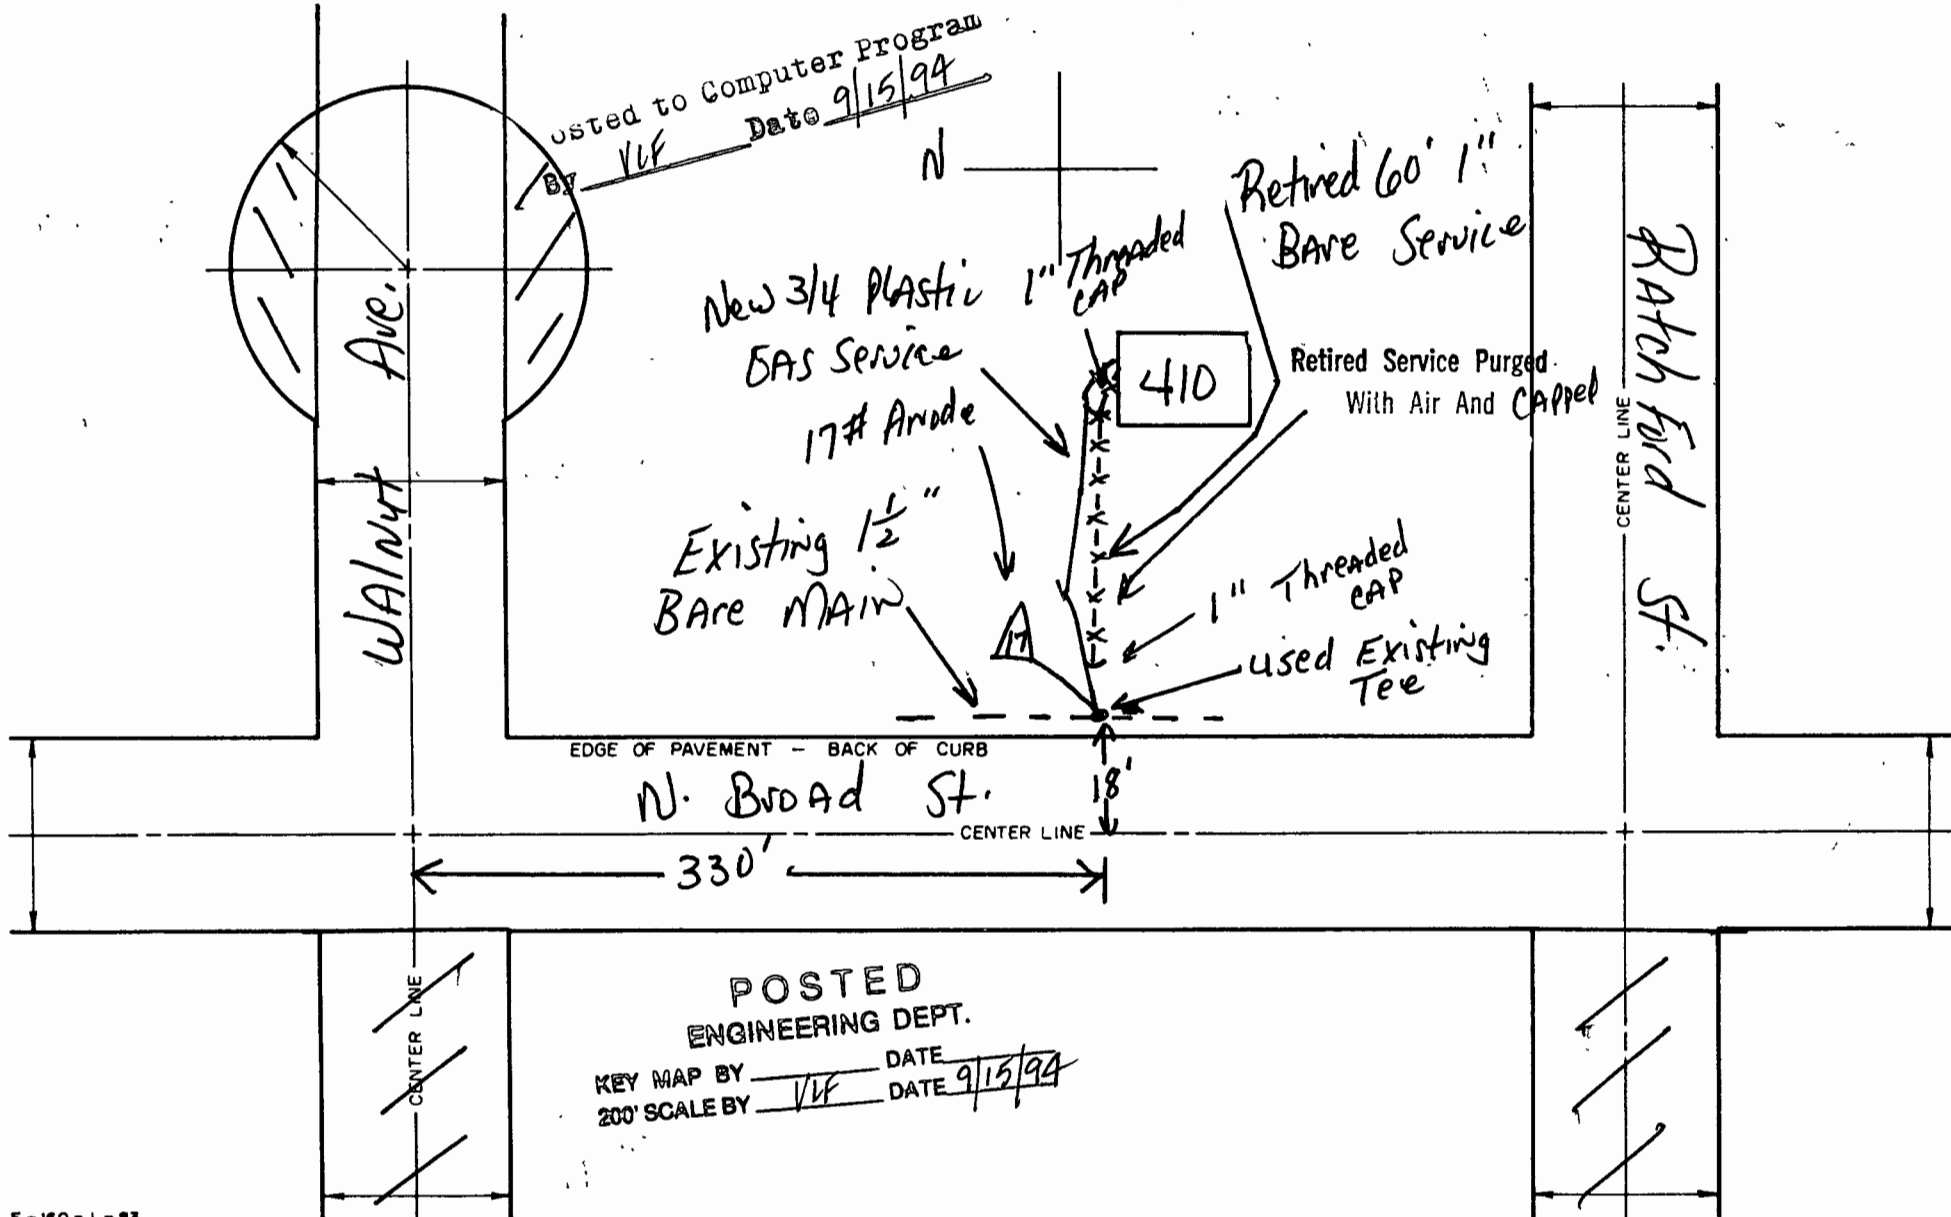 osted to Computer Program
By VLF Date 9/15/94
N
Retired 60' 1"
BAre Service
1" Threaded
CAP
New 3/4 PlAstic
GAS Service
410
Retired Service Purged
With Air And CAppel
17# Anode
Existing 1 1/2"
BAre MAin
17
1" Threaded
CAP
used Existing
Tee
WAlnut Ave.
RAtchford St.
CENTER LINE
EDGE OF PAVEMENT - BACK OF CURB
N. BroAd St.
18'
CENTER LINE
330'
CENTER LINE
POSTED
ENGINEERING DEPT.
KEY MAP BY DATE
200' SCALE BY VLF DATE 9/15/94